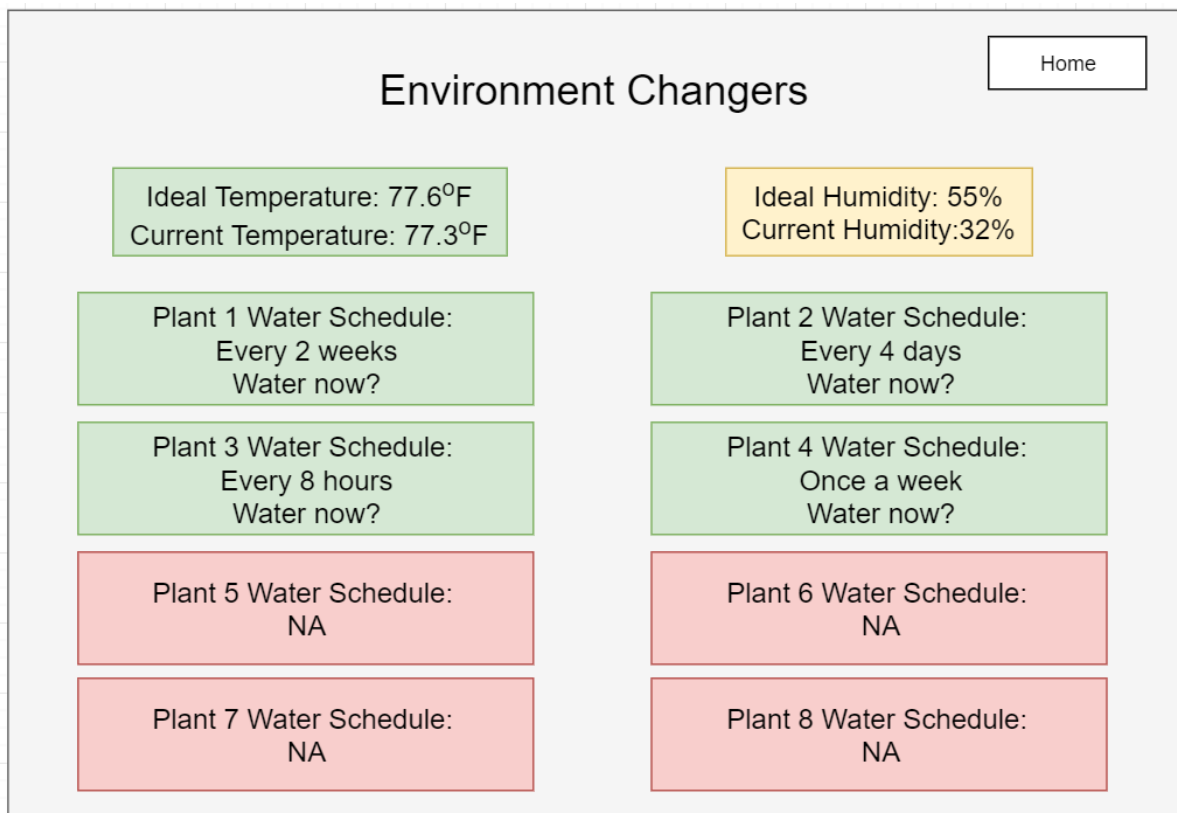 Home
Environment Changers
Ideal Temperature: 77.6°F
Current Temperature: 77.3°F
Ideal Humidity: 55%
Current Humidity:32%
Plant 1 Water Schedule:
Every 2 weeks
Water now?
Plant 2 Water Schedule:
Every 4 days
Water now?
Plant 3 Water Schedule:
Every 8 hours
Water now?
Plant 4 Water Schedule:
Once a week
Water now?
Plant 5 Water Schedule:
NA
Plant 6 Water Schedule:
NA
Plant 7 Water Schedule:
NA
Plant 8 Water Schedule:
NA